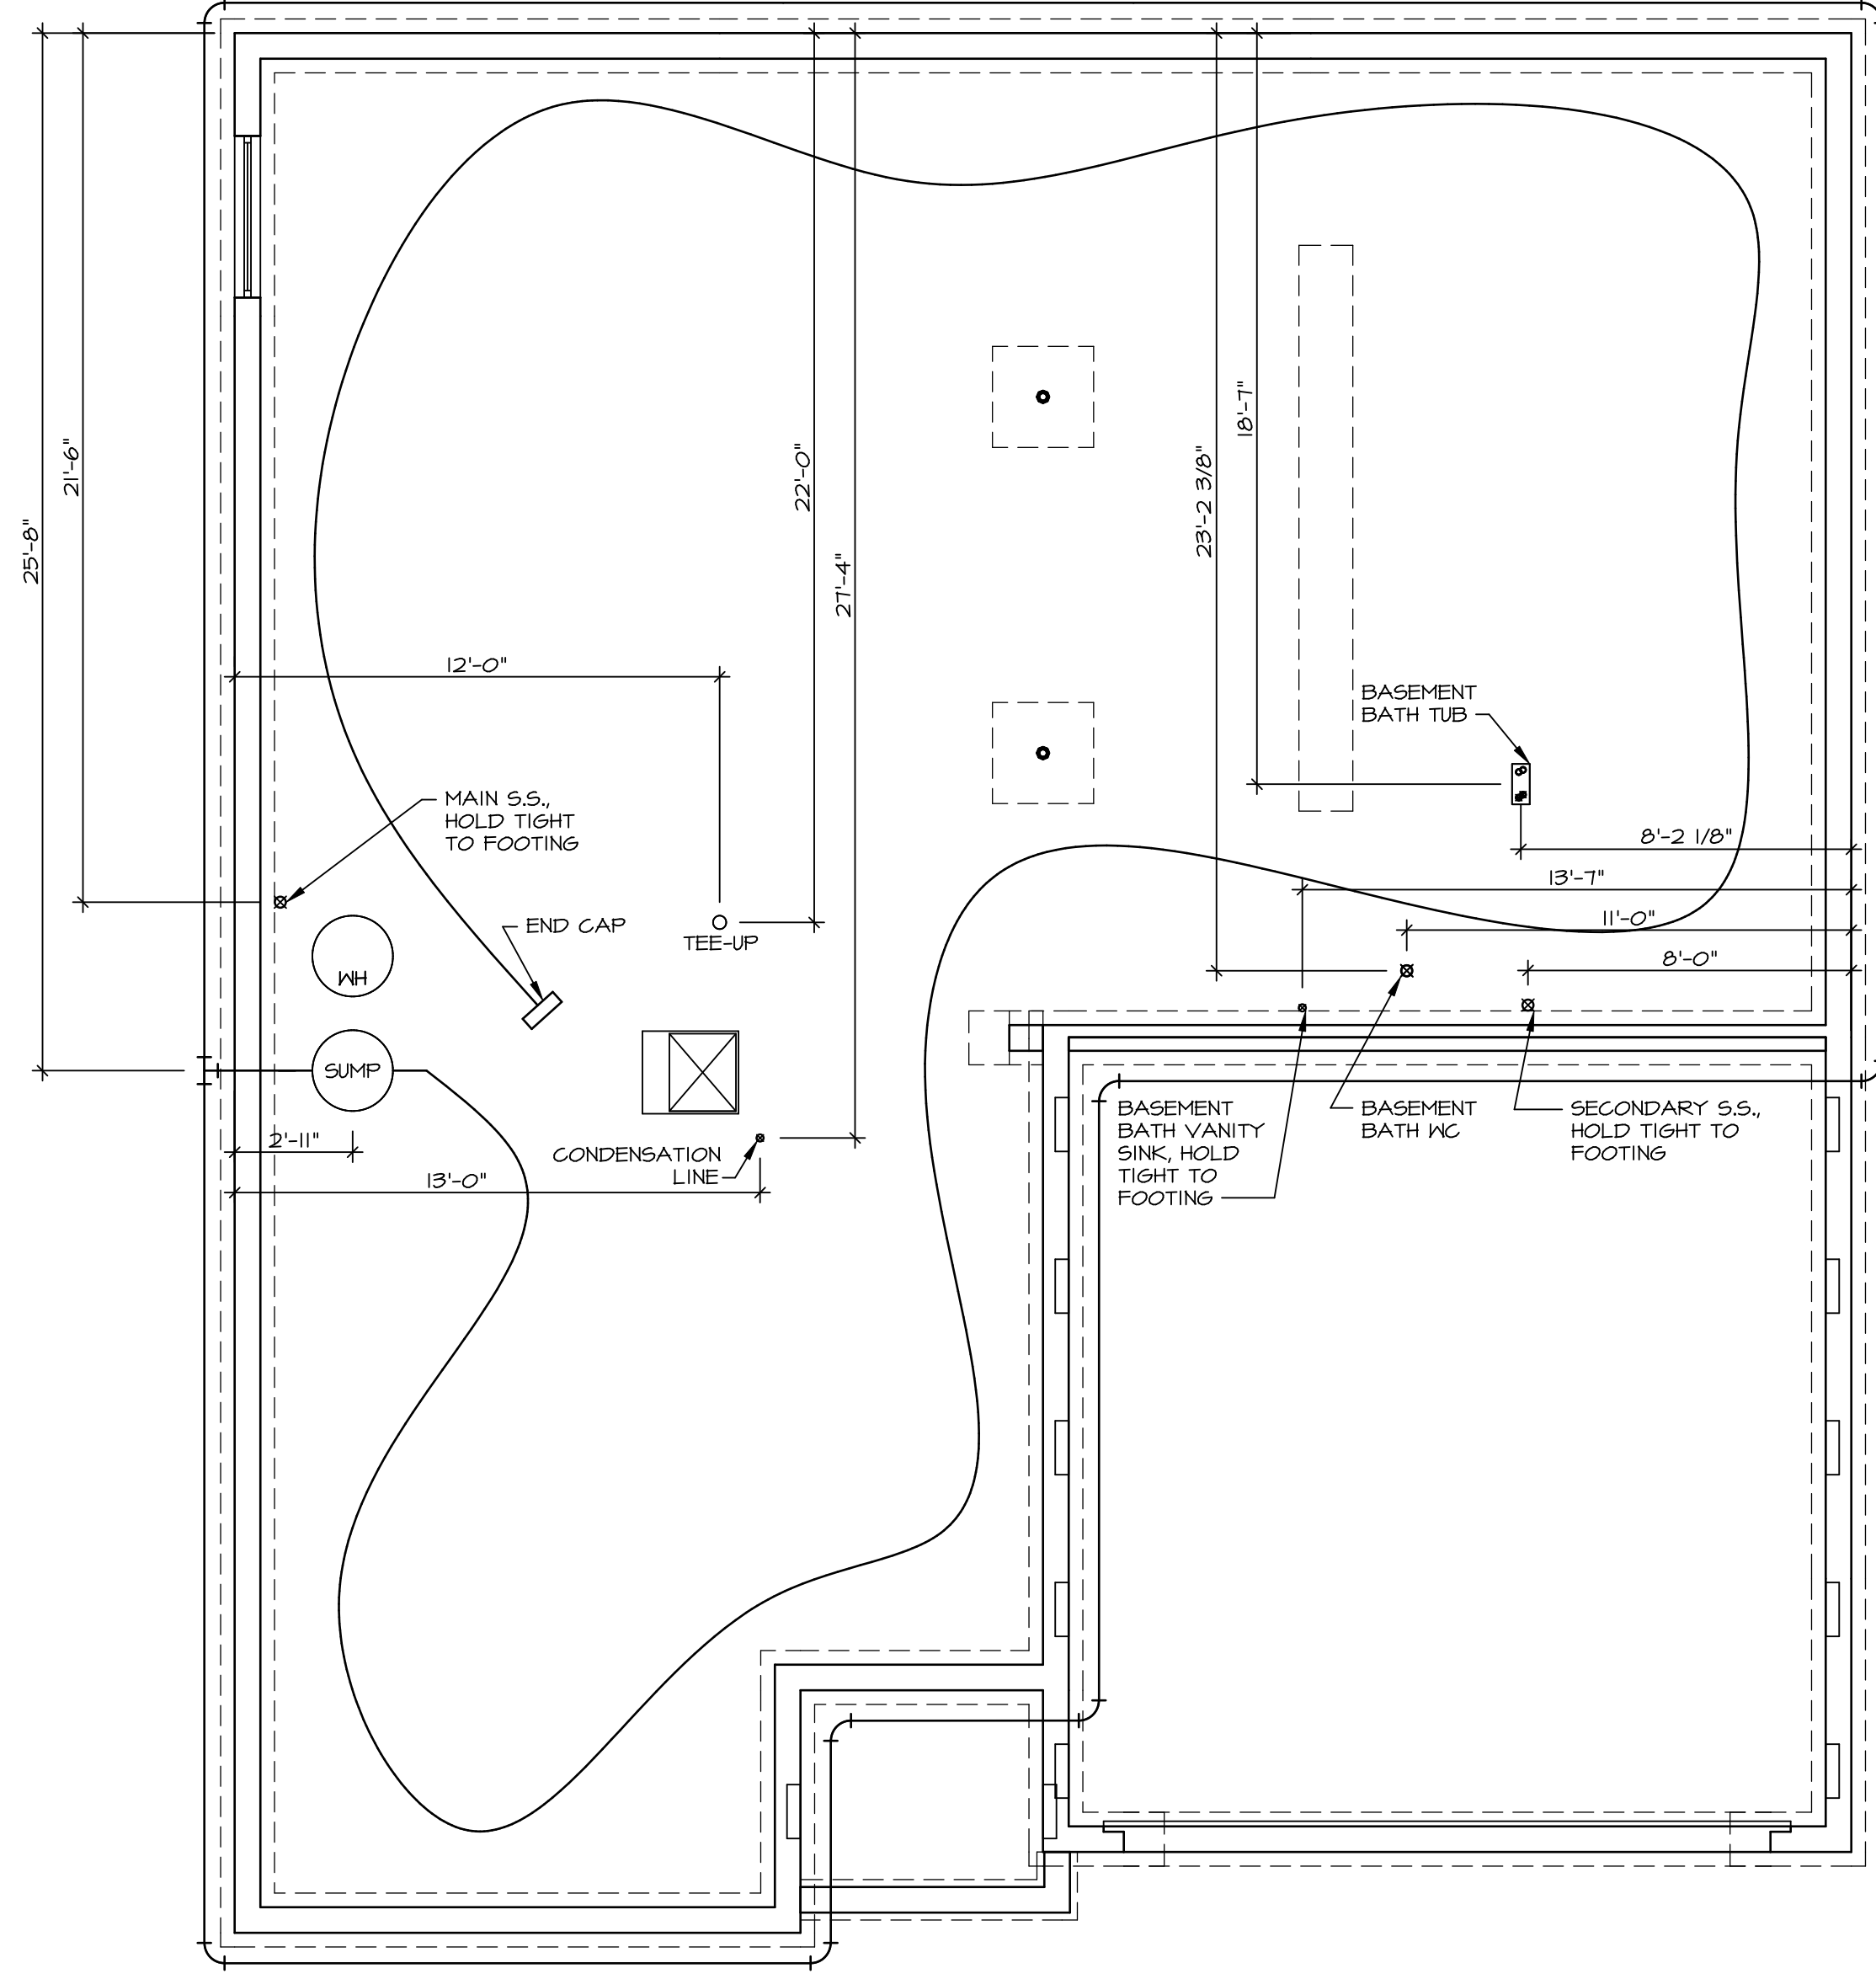 18'-7"
21'-6"
22'-0"
23'-2 3/8"
25'-8"
27'-4"
12'-0"
BASEMENT
BATH TUB
MAIN S.S.,
HOLD TIGHT
TO FOOTING
8'-2 1/8"
13'-7"
11'-0"
END CAP
TEE-UP
8'-0"
WH
SUMP
2'-11"
CONDENSATION
LINE
13'-0"
BASEMENT
BATH VANITY
SINK, HOLD
TIGHT TO
FOOTING
BASEMENT
BATH WC
SECONDARY S.S.,
HOLD TIGHT TO
FOOTING